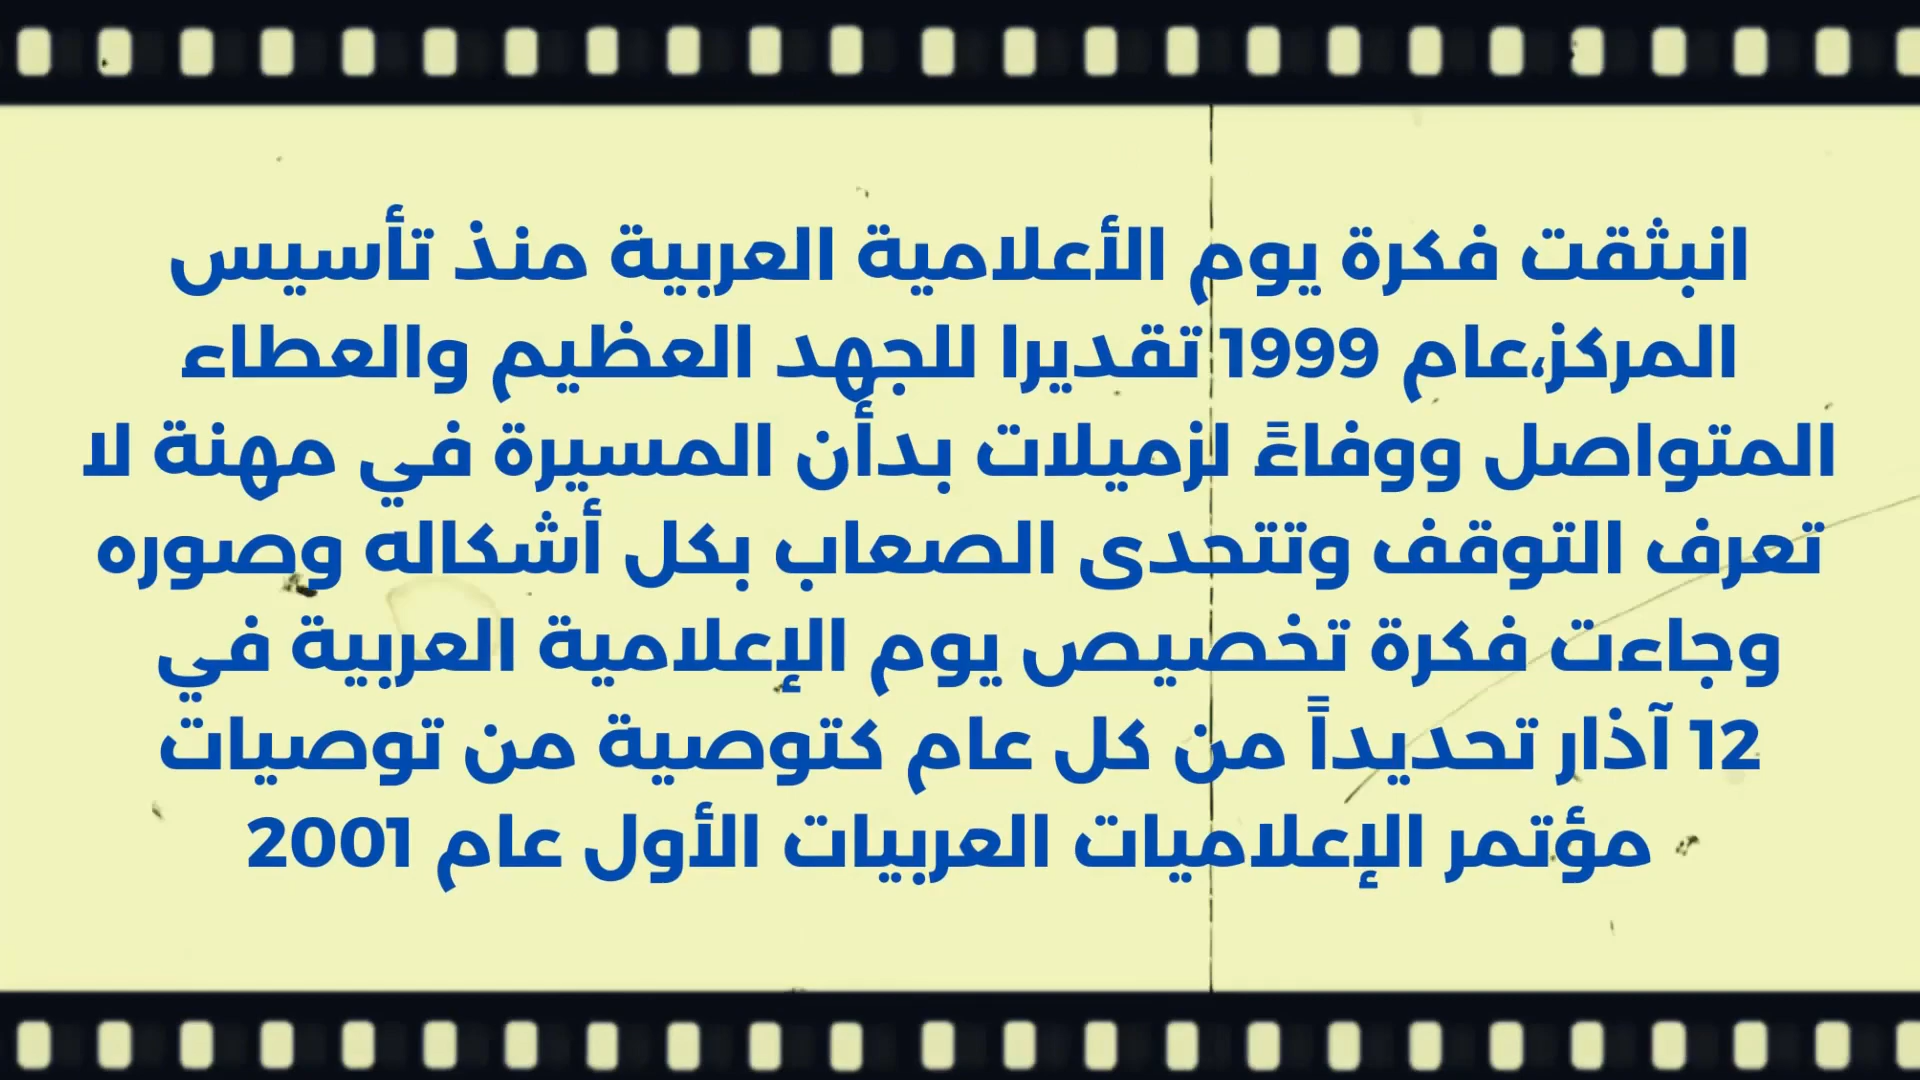 انبثقت فكرة يوم الأعلامية العربية منذ تأسيس
المركز،عام 1999 تقديرا للجهد العظيم والعطاء
المتواصل ووفاءً لزميلات بدأن المسيرة في مهنة لا
تعرف التوقف وتتحدى الصعاب بكل أشكاله وصوره
وجاءت فكرة تخصيص يوم الإعلامية العربية في
12 آذار تحديداً من كل عام كتوصية من توصيات
مؤتمر الإعلاميات العربيات الأول عام 2001